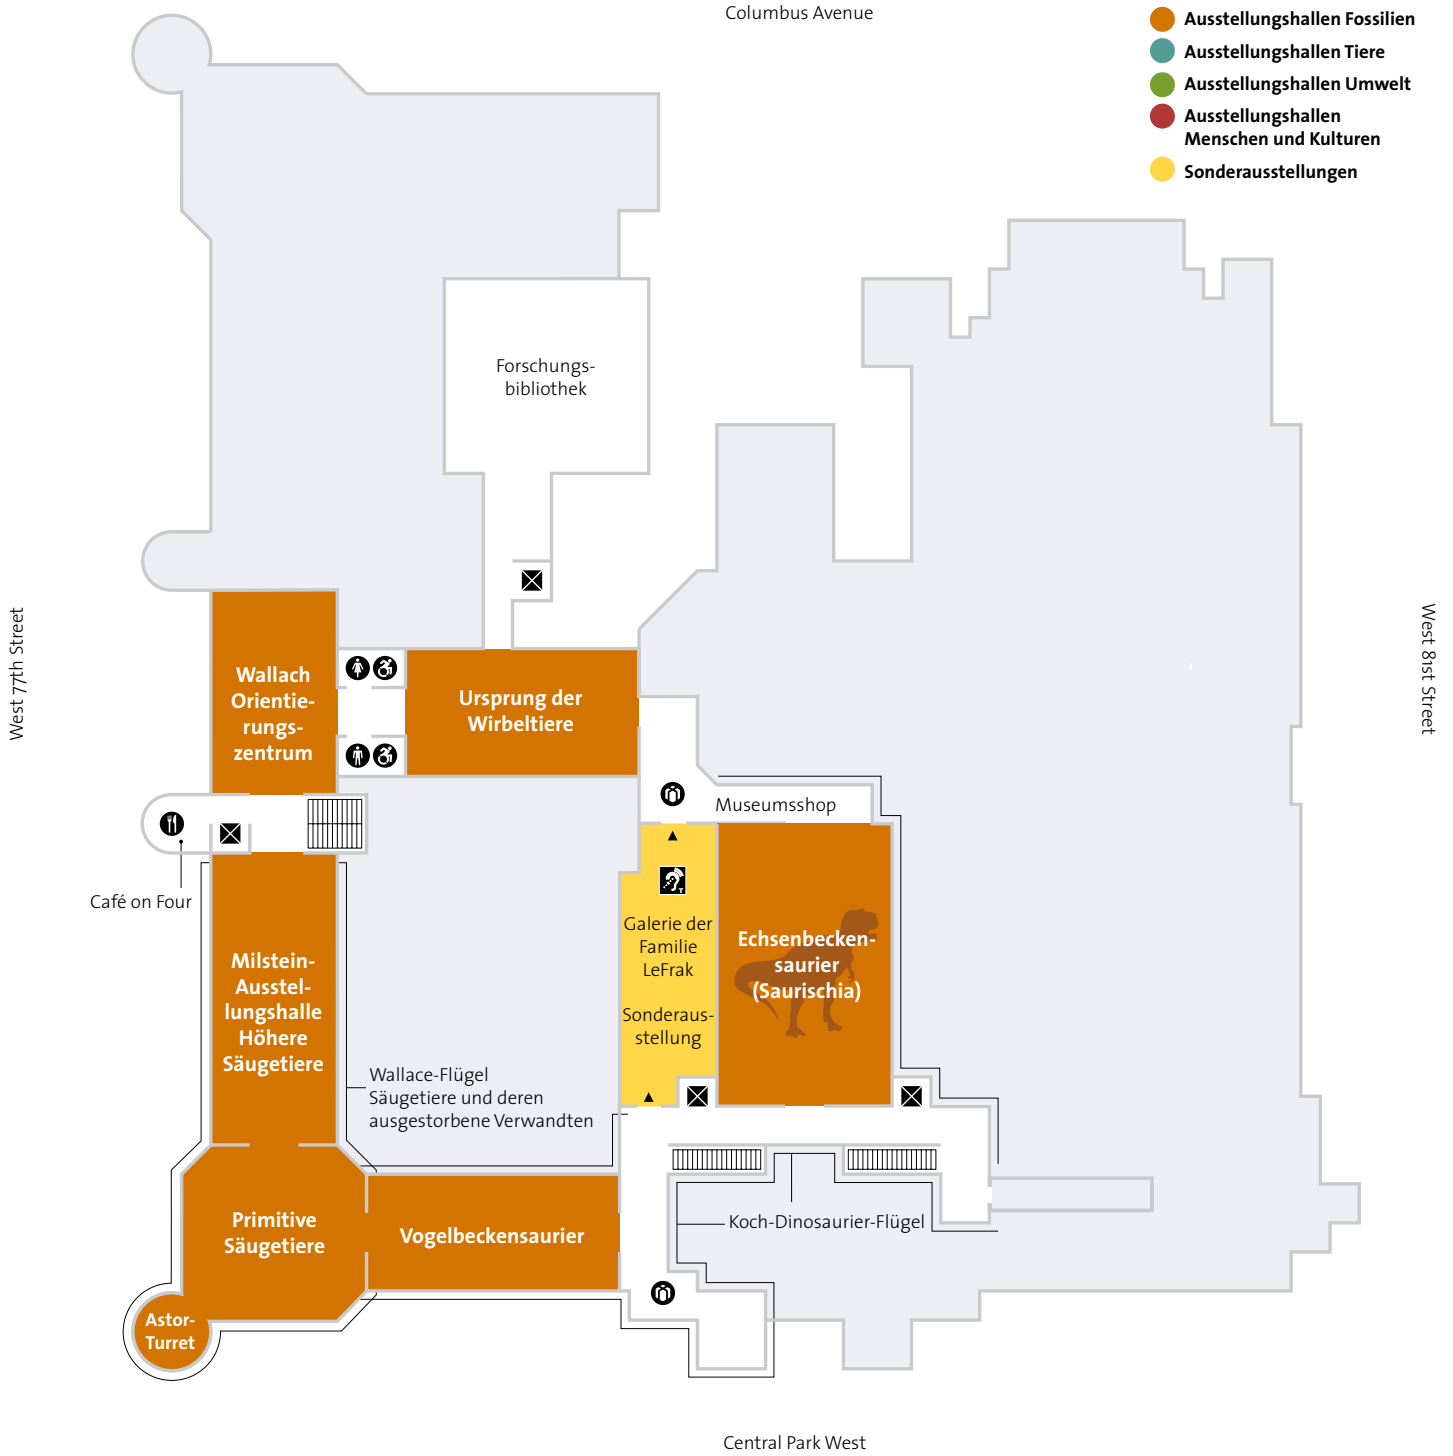 Columbus Avenue
Ausstellungshallen Fossilien
Ausstellungshallen Tiere
Ausstellungshallen Umwelt
Ausstellungshallen
Menschen und Kulturen
Sonderausstellungen
Forschungs-
bibliothek
West 77th Street
West 81st Street
Wallach
Orientie-
rungs-
zentrum
Ursprung der
Wirbeltiere
Museumsshop
Café on Four
Galerie der
Familie
LeFrak
Sonderaus-
stellung
Echsenbecken-
saurier
(Saurischia)
Milstein-
Ausstel-
lungshalle
Höhere
Säugetiere
Wallace-Flügel
Säugetiere und deren
ausgestorbene Verwandten
T
Primitive
Säugetiere
Vogelbeckensaurier
Koch-Dinosaurier-Flügel
Astor-
Turret
Central Park West